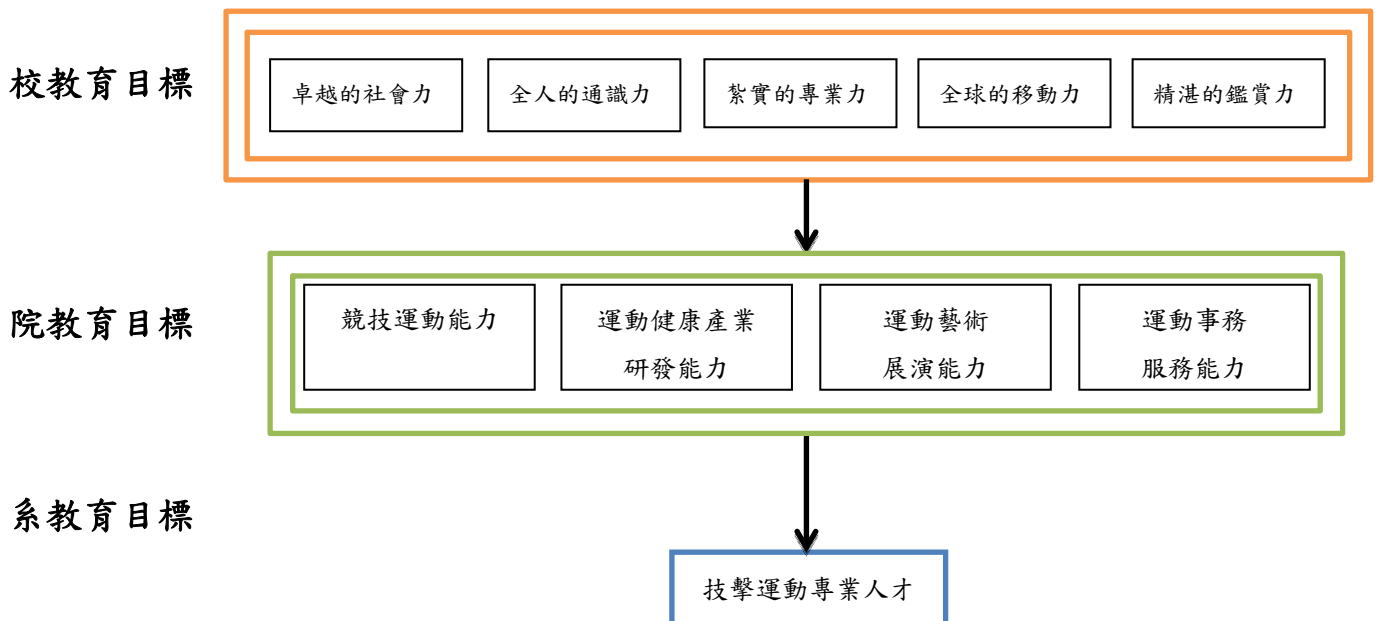 校教育目標
卓越的社會力
全人的通識力
紮實的專業力
全球的移動力
精湛的鑑賞力
院教育目標
競技運動能力
運動健康產業
研發能力
運動藝術
展演能力
運動事務
服務能力
系教育目標
技擊運動專業人才